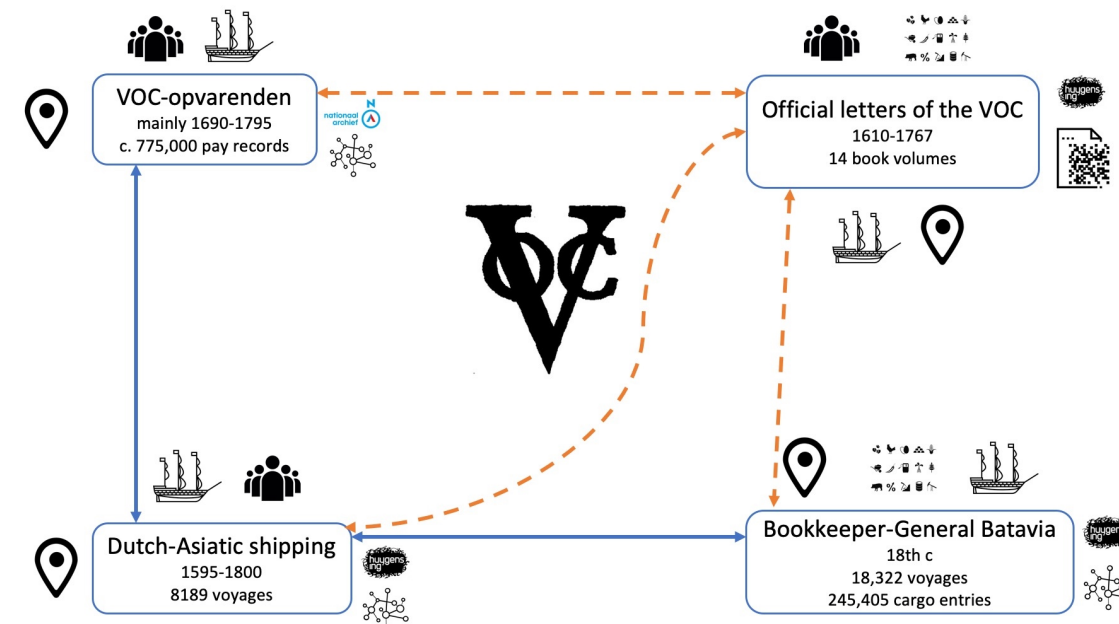 VOC-opvarenden
mainly 1690-1795
c. 775,000 pay records
nationaal
archief
N
A
Official letters of the VOC
1610-1767
14 book volumes
huygens
ing
VOC
%
Dutch-Asiatic shipping
1595-1800
8189 voyages
huygens
ing
%
Bookkeeper-General Batavia
18th c
18,322 voyages
245,405 cargo entries
huygens
ing